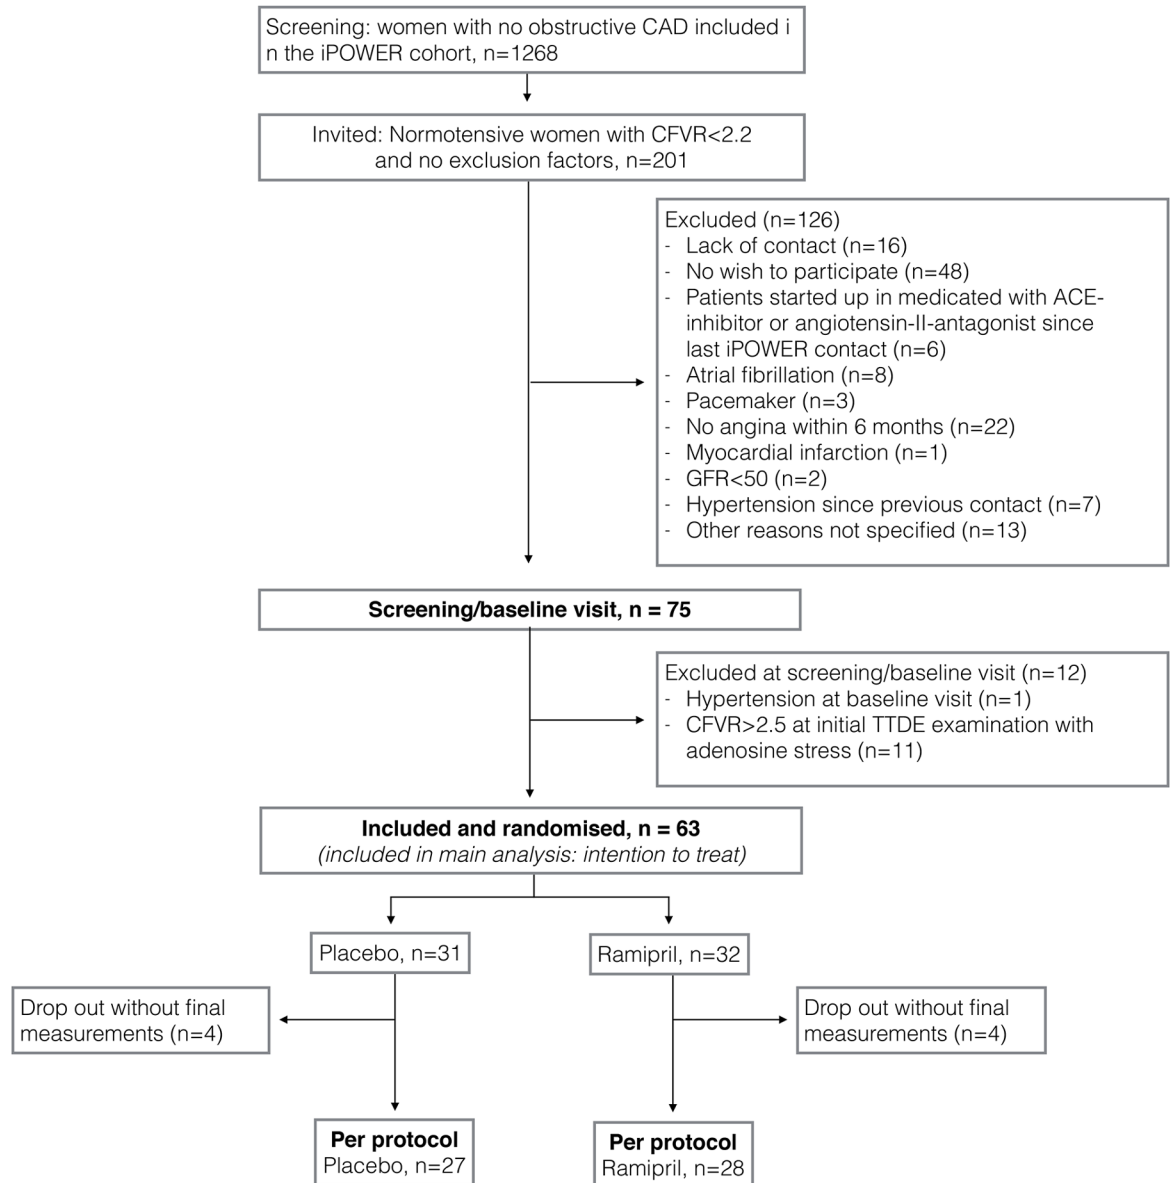 Screening: women with no obstructive CAD included i
n the iPOWER cohort, n=1268
Invited: Normotensive women with CFVR<2.2
and no exclusion factors, n=201
Excluded (n=126)
- Lack of contact (n=16)
- No wish to participate (n=48)
- Patients started up in medicated with ACE-
inhibitor or angiotensin-II-antagonist since
last iPOWER contact (n=6)
- Atrial fibrillation (n=8)
- Pacemaker (n=3)
- No angina within 6 months (n=22)
- Myocardial infarction (n=1)
- GFR<50 (n=2)
- Hypertension since previous contact (n=7)
- Other reasons not specified (n=13)
Screening/baseline visit, n = 75
Excluded at screening/baseline visit (n=12)
- Hypertension at baseline visit (n=1)
- CFVR>2.5 at initial TTDE examination with
adenosine stress (n=11)
Included and randomised, n = 63
(included in main analysis: intention to treat)
Placebo, n=31
Ramipril, n=32
Drop out without final
measurements (n=4)
Drop out without final
measurements (n=4)
Per protocol
Placebo, n=27
Per protocol
Ramipril, n=28